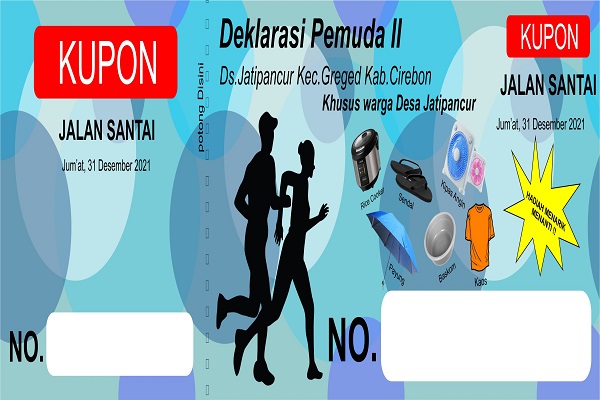 KUPON
JALAN SANTAI
Jum'at, 31 Desember 2021
NO.
potong Disini
Deklarasi Pemuda II
Ds.Jatipancur Kec.Greged Kab.Cirebon
Khusus warga Desa Jatipancur
Rice Cooker
Sendal
Kipas Angin
Payung
Baskom
Kaos
NO.
KUPON
JALAN SANTAI
Jum'at, 31 Desember 2021
HADIAH MENARIK
MENANTI !!